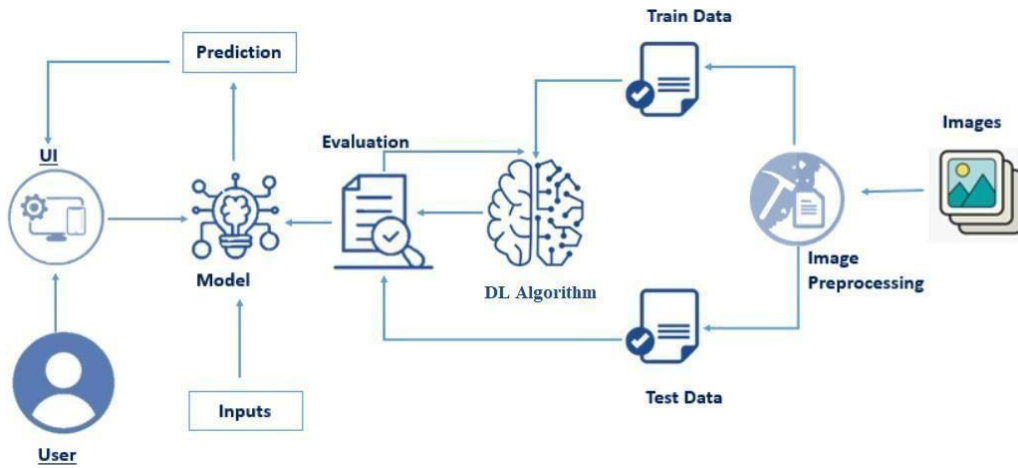 Train Data
Prediction
Images
Evaluation
UI
Model
Image
Preprocessing
DL Algorithm
Inputs
Test Data
User